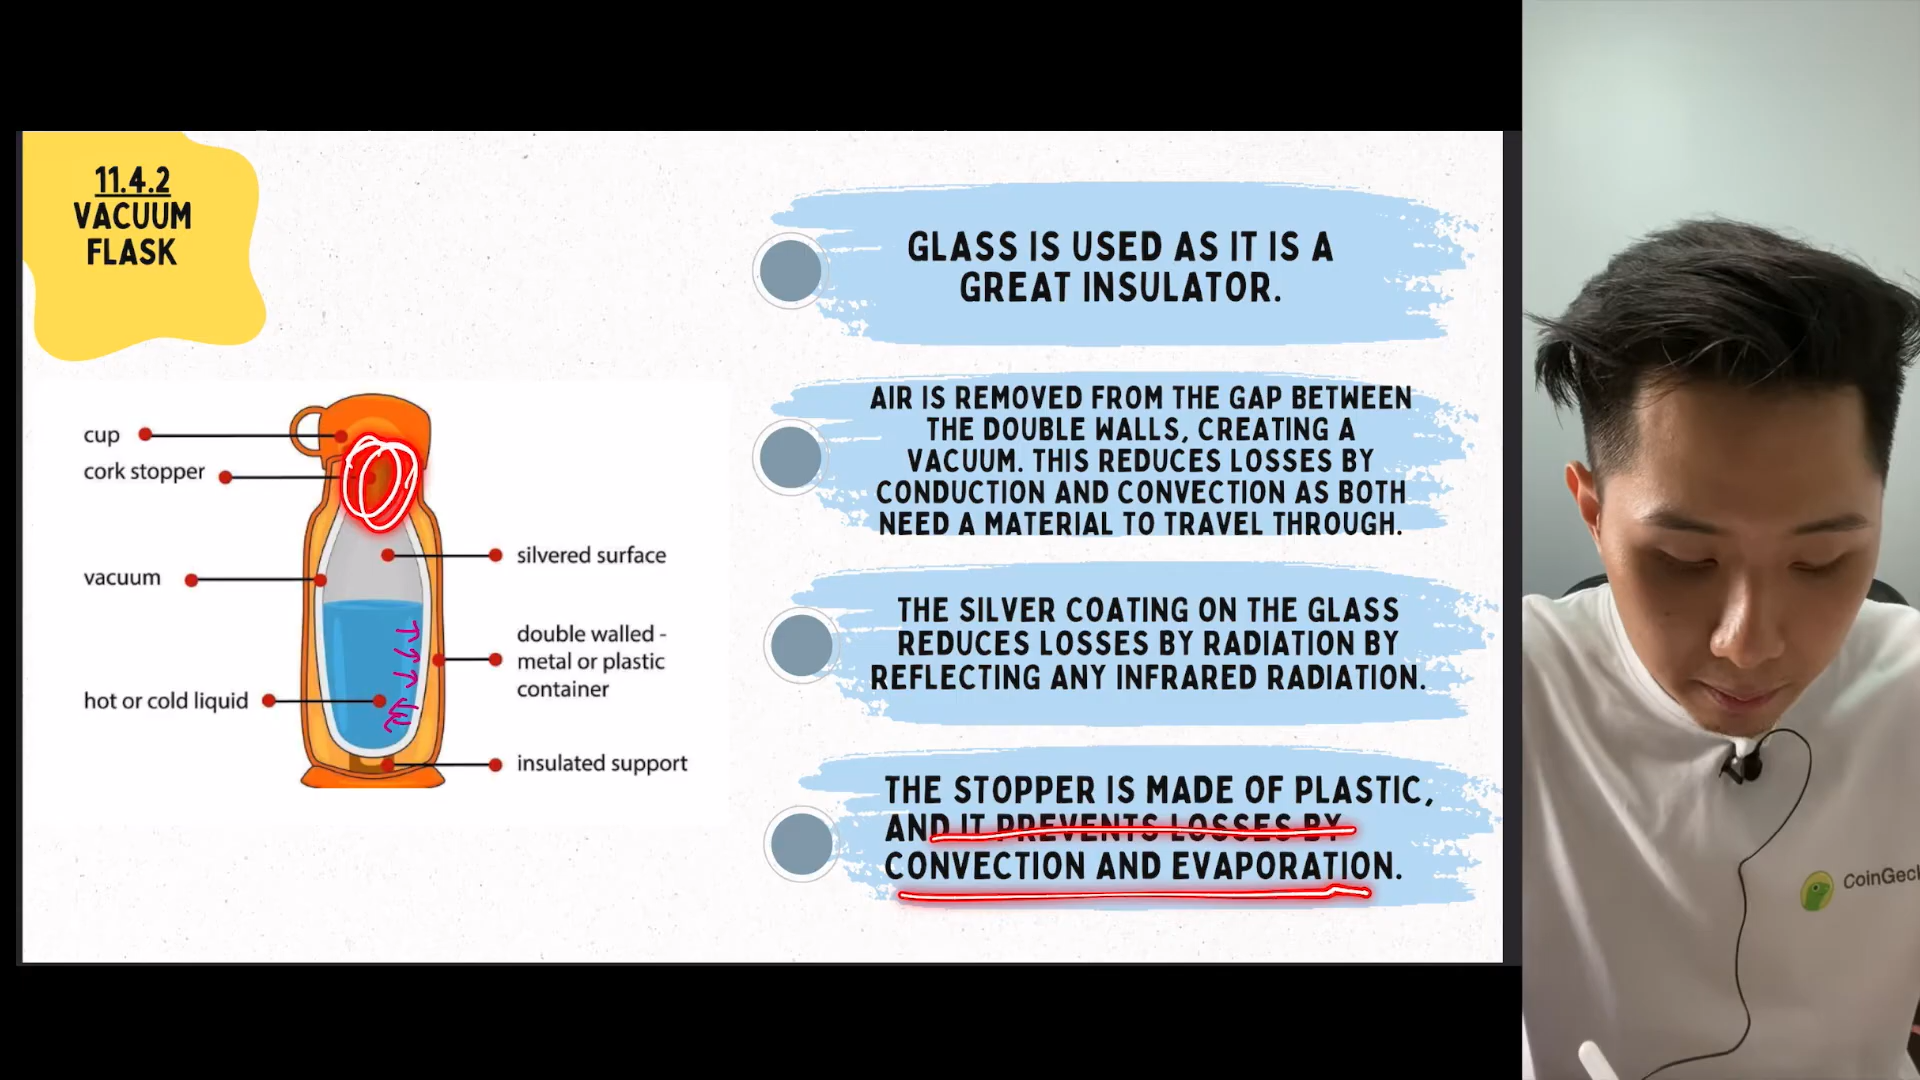 11.4.2
VACUUM
FLASK
cup
cork stopper
vacuum
hot or cold liquid
silvered surface
double walled -
metal or plastic
container
insulated support
GLASS IS USED AS IT IS A
GREAT INSULATOR.
AIR IS REMOVED FROM THE GAP BETWEEN
THE DOUBLE WALLS, CREATING A
VACUUM. THIS REDUCES LOSSES BY
CONDUCTION AND CONVECTION AS BOTH
NEED A MATERIAL TO TRAVEL THROUGH.
THE SILVER COATING ON THE GLASS
REDUCES LOSSES BY RADIATION BY
REFLECTING ANY INFRARED RADIATION.
THE STOPPER IS MADE OF PLASTIC,
AND IT PREVENTS LOSSES BY
CONVECTION AND EVAPORATION.